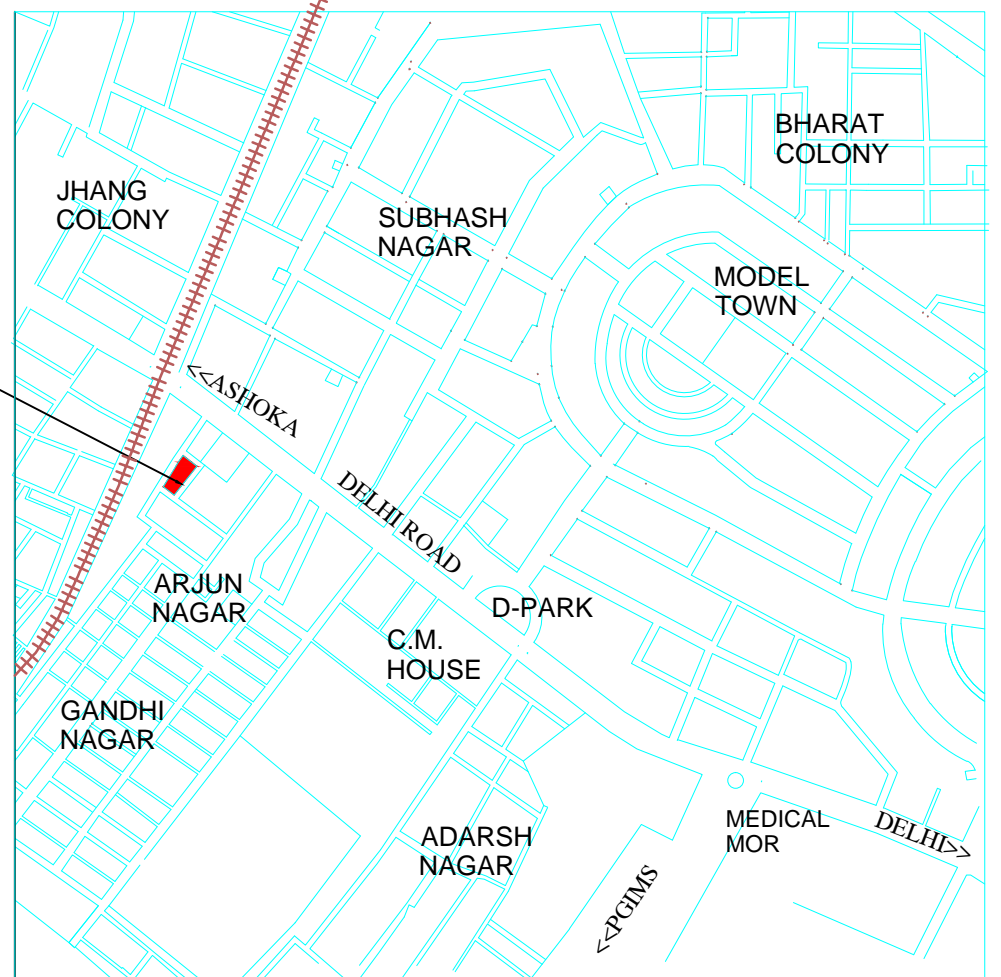 BHARAT
COLONY
JHANG
COLONY
SUBHASH
NAGAR
MODEL
TOWN
<<ASHOKA
DELHI ROAD
ARJUN
NAGAR
D-PARK
C.M.
HOUSE
GANDHI
NAGAR
MEDICAL
MOR
DELHI>>
ADARSH
NAGAR
<<PGIMS